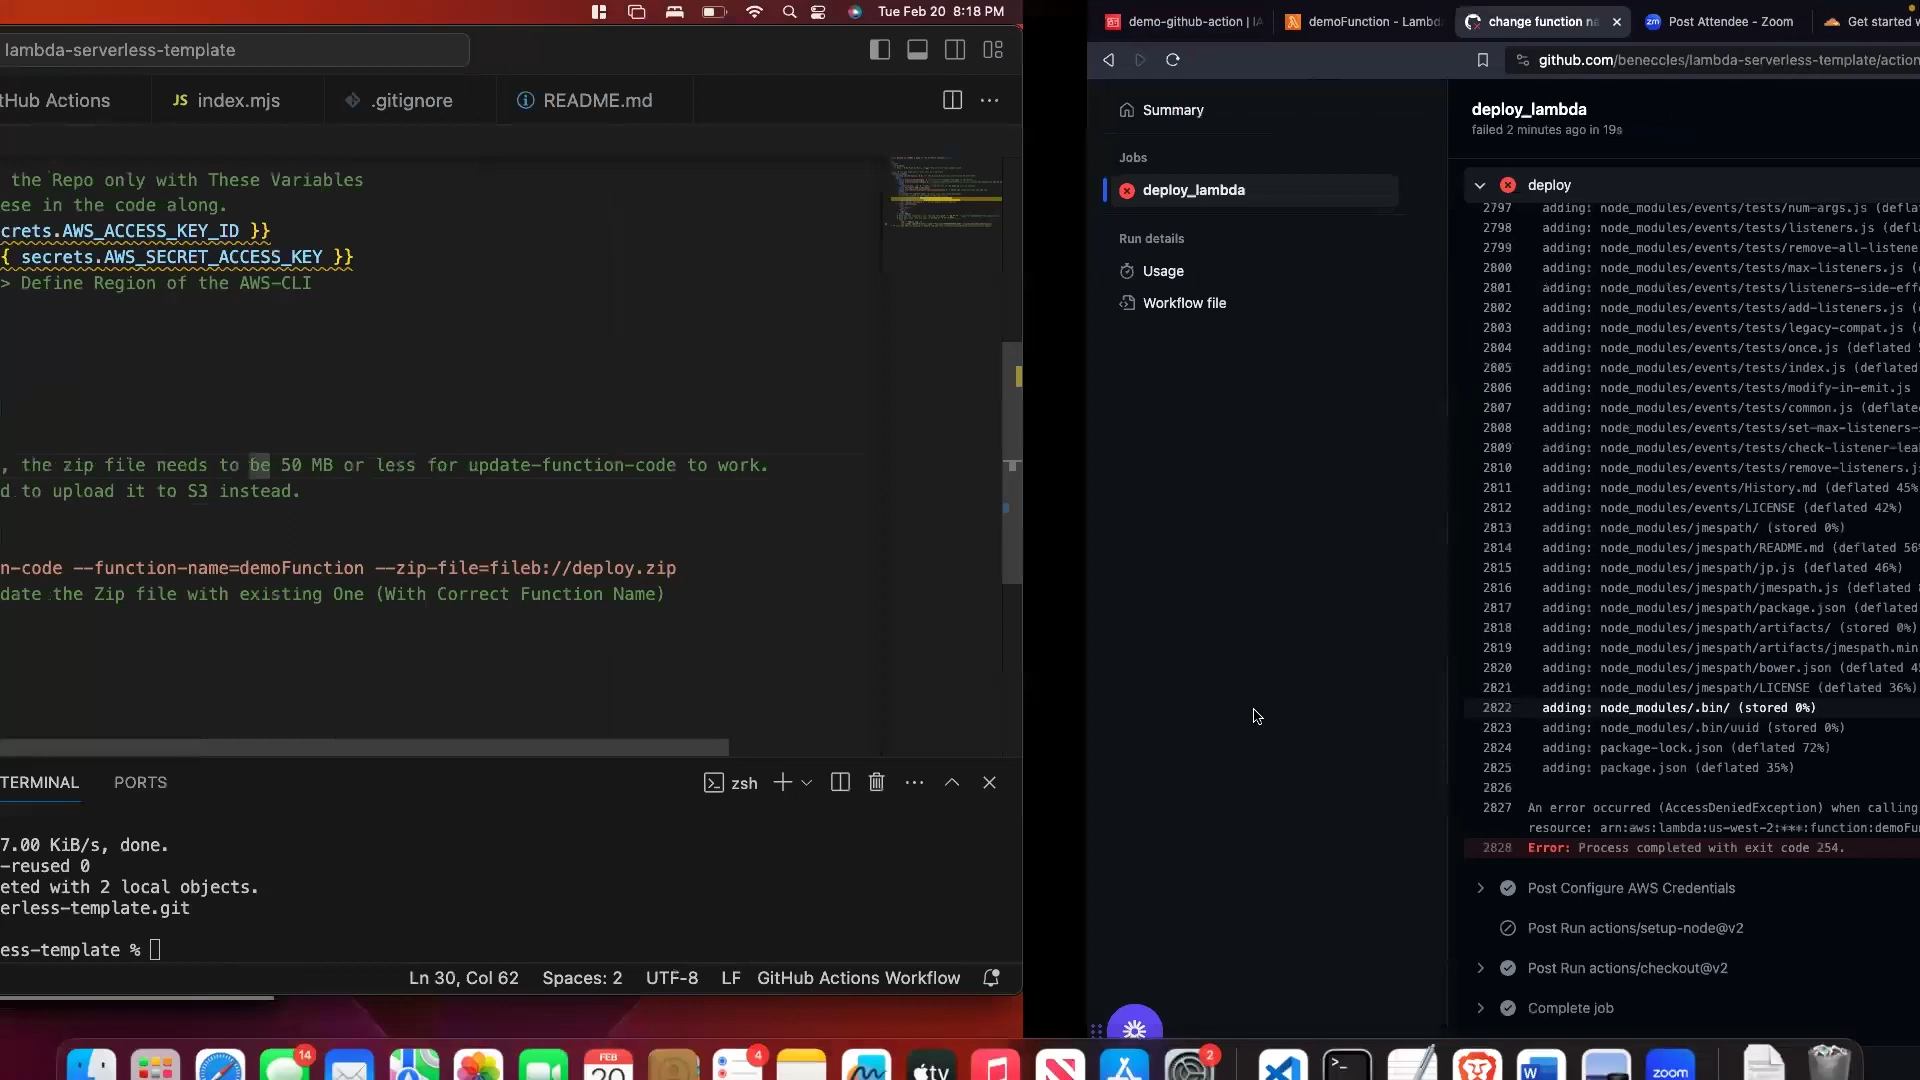 Tue Feb 20 8:18 PM
lambda-serverless-template
tHub Actions
JS index.mjs
.gitignore
README.md
the Repo only with These Variables
ese in the code along.
crets.AWS_ACCESS_KEY_ID }}
{ secrets.AWS_SECRET_ACCESS_KEY }}
> Define Region of the AWS-CLI
, the zip file needs to be 50 MB or less for update-function-code to work.
d to upload it to S3 instead.
n-code --function-name=demoFunction --zip-file=fileb://deploy.zip
date the Zip file with existing One (With Correct Function Name)
TERMINAL
PORTS
zsh
7.00 KiB/s, done.
-reused 0
eted with 2 local objects.
erless-template.git
ess-template %
Ln 30, Col 62
Spaces: 2
UTF-8
LF
GitHub Actions Workflow
demo-github-action | IA
demoFunction - Lambd
change function na
zm Post Attendee - Zoom
Get started w
github.com/beneccles/lambda-serverless-template/action
Summary
Jobs
deploy_lambda
Run details
Usage
Workflow file
deploy_lambda
failed 2 minutes ago in 19s
deploy
2797 adding: node_modules/events/tests/num-args.js (defla
2798 adding: node_modules/events/tests/listeners.js (defl
2799 adding: node_modules/events/tests/remove-all-listene
2800 adding: node_modules/events/tests/max-listeners.js (
2801 adding: node_modules/events/tests/listeners-side-eff
2802 adding: node_modules/events/tests/add-listeners.js (
2803 adding: node_modules/events/tests/legacy-compat.js (
2804 adding: node_modules/events/tests/once.js (deflated
2805 adding: node_modules/events/tests/index.js (deflated
2806 adding: node_modules/events/tests/modify-in-emit.js
2807 adding: node_modules/events/tests/common.js (deflate
2808 adding: node_modules/events/tests/set-max-listeners-
2809 adding: node_modules/events/tests/check-listener-lea
2810 adding: node_modules/events/tests/remove-listeners.j
2811 adding: node_modules/events/History.md (deflated 45%
2812 adding: node_modules/events/LICENSE (deflated 42%)
2813 adding: node_modules/jmespath/ (stored 0%)
2814 adding: node_modules/jmespath/README.md (deflated 56%
2815 adding: node_modules/jmespath/jp.js (deflated 46%)
2816 adding: node_modules/jmespath/jmespath.js (deflated
2817 adding: node_modules/jmespath/package.json (deflated
2818 adding: node_modules/jmespath/artifacts/ (stored 0%)
2819 adding: node_modules/jmespath/artifacts/jmespath.min
2820 adding: node_modules/jmespath/bower.json (deflated 4
2821 adding: node_modules/jmespath/LICENSE (deflated 36%)
2822 adding: node_modules/.bin/ (stored 0%)
2823 adding: node_modules/.bin/uuid (stored 0%)
2824 adding: package-lock.json (deflated 72%)
2825 adding: package.json (deflated 35%)
2826
2827 An error occurred (AccessDeniedException) when calling
resource: arn:aws:lambda:us-west-2:***:function:demoFu
2828 Error: Process completed with exit code 254.
Post Configure AWS Credentials
Post Run actions/setup-node@v2
Post Run actions/checkout@v2
Complete job
14
FEB
20
4
tv
2
W
zoom